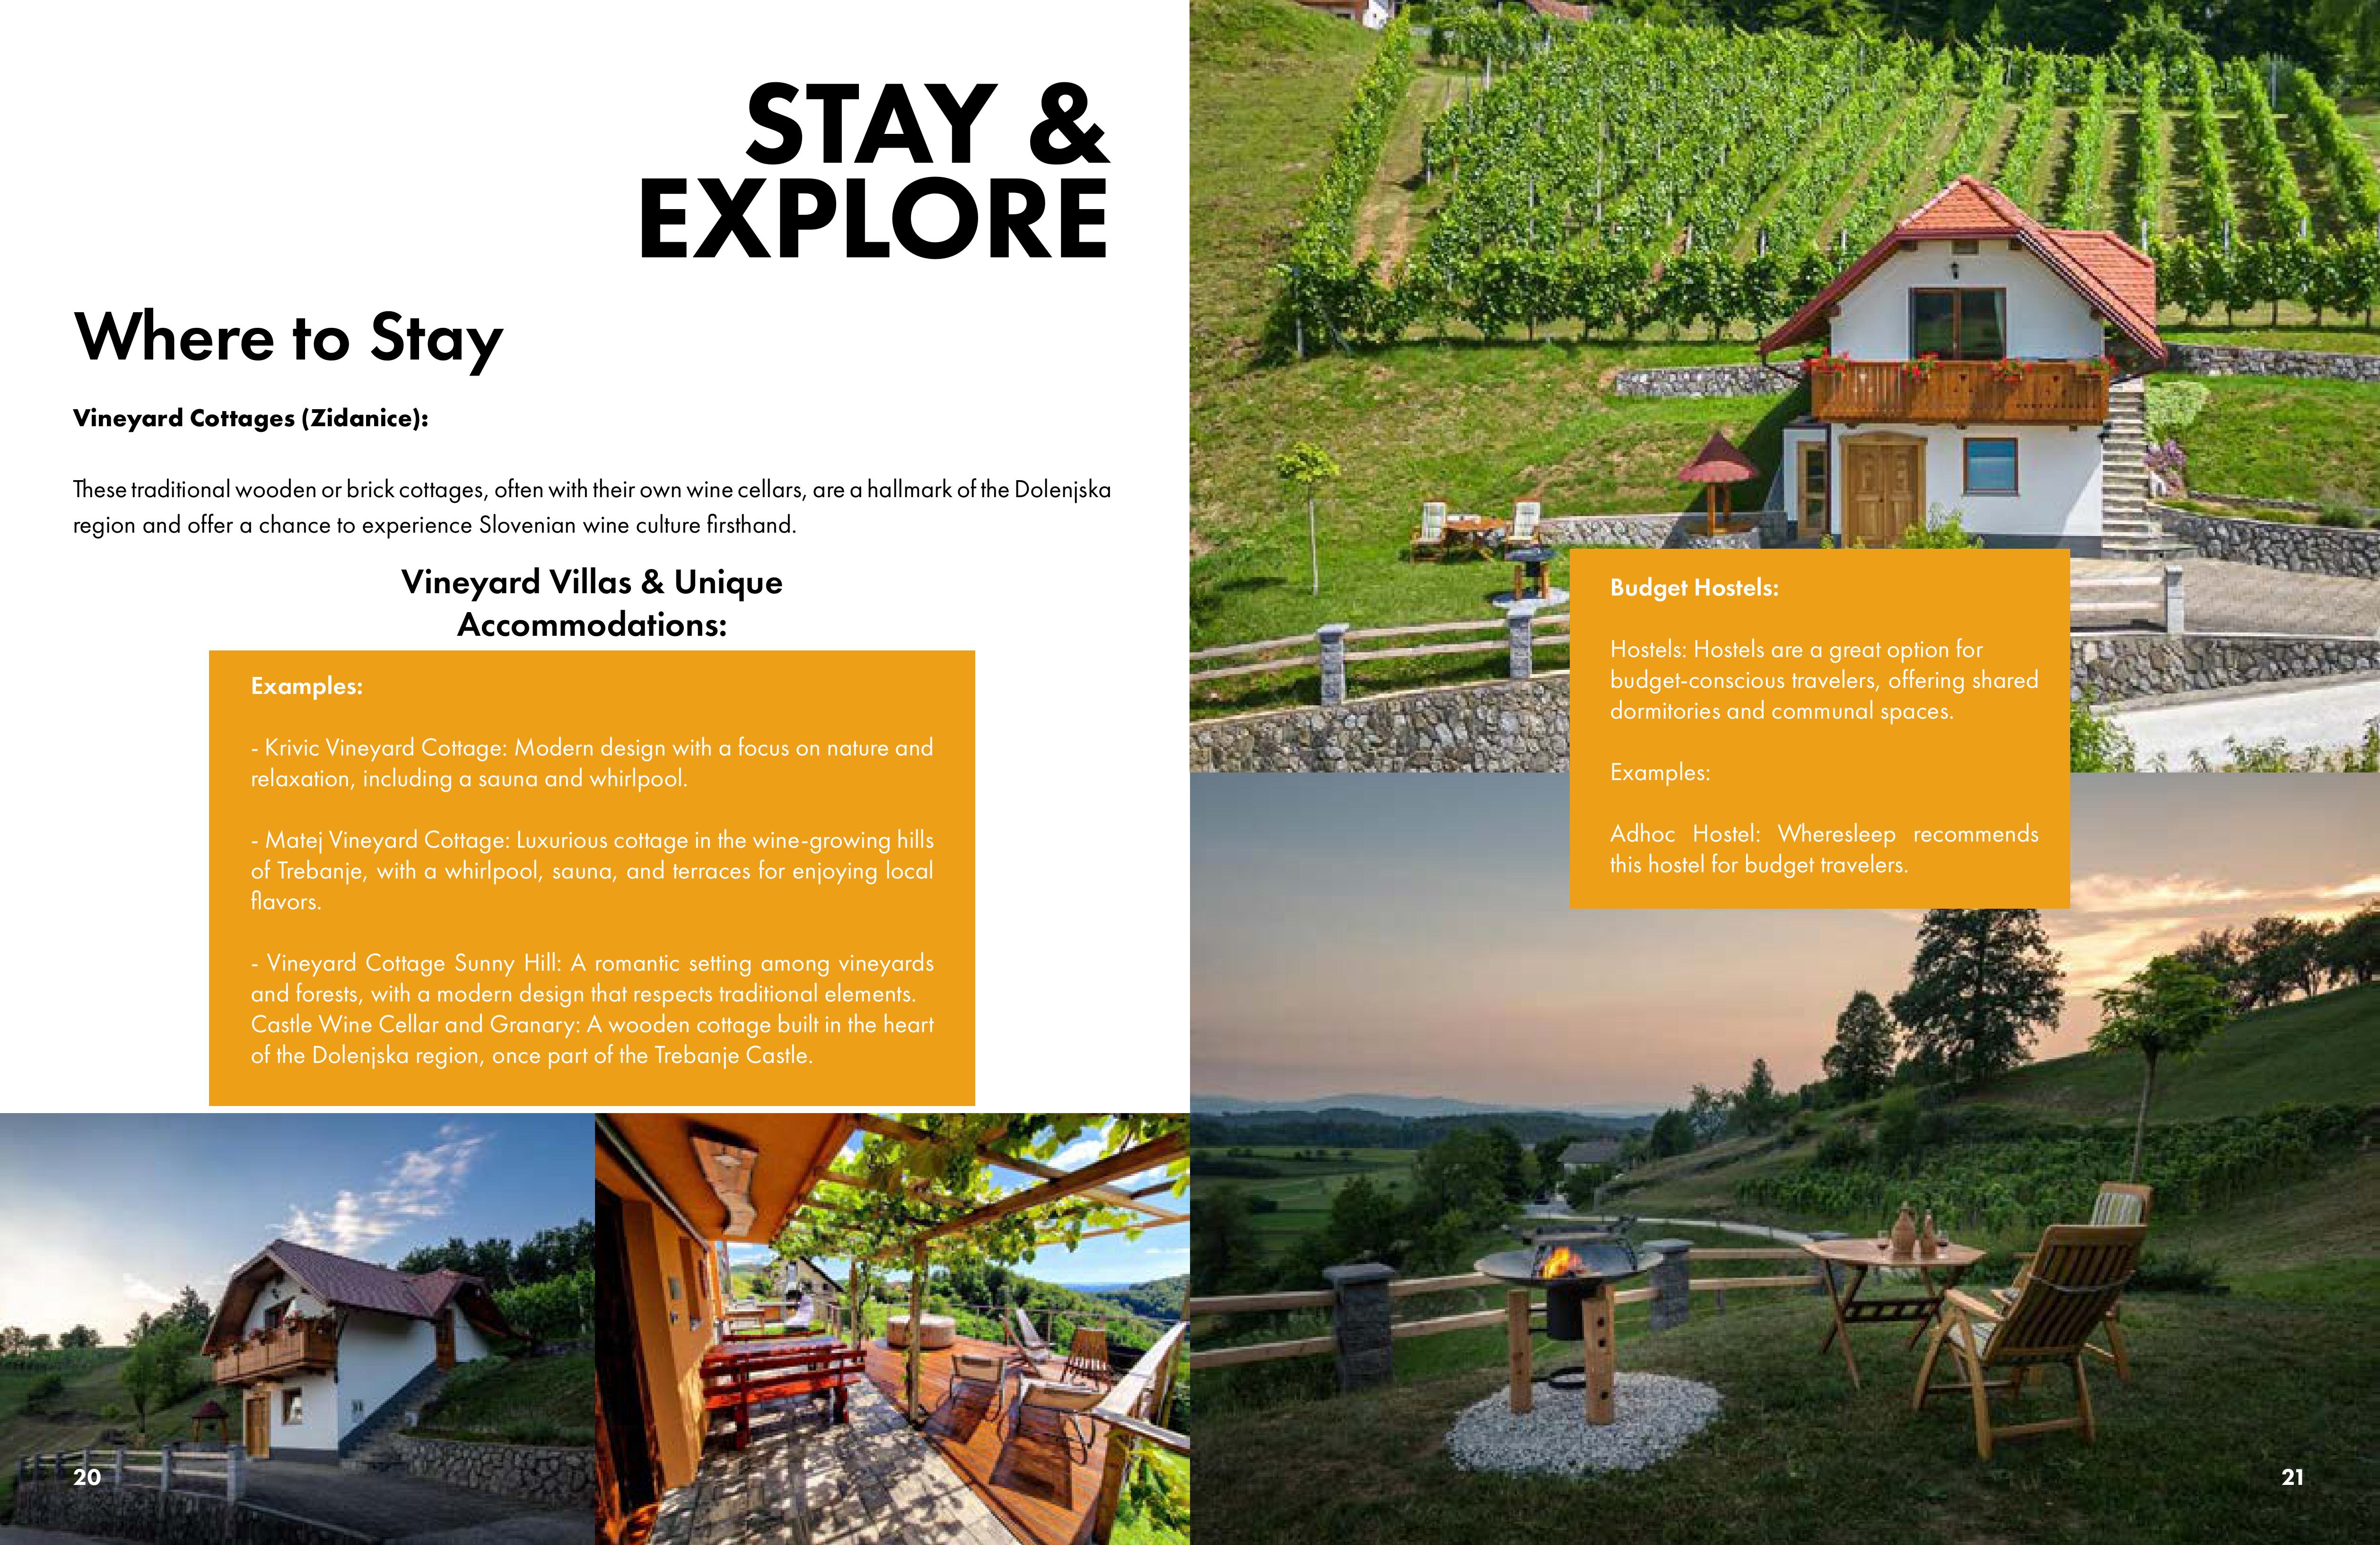 STAY &
EXPLORE
Where to Stay
Vineyard Cottages (Zidanice):
These traditional wooden or brick cottages, often with their own wine cellars, are a hallmark of the Dolenjska
region and offer a chance to experience Slovenian wine culture firsthand.
Vineyard Villas & Unique
Accommodations:
Examples:
- Krivic Vineyard Cottage: Modern design with a focus on nature and
relaxation, including a sauna and whirlpool.
- Matej Vineyard Cottage: Luxurious cottage in the wine-growing hills
of Trebanje, with a whirlpool, sauna, and terraces for enjoying local
flavors.
- Vineyard Cottage Sunny Hill: A romantic setting among vineyards
and forests, with a modern design that respects traditional elements.
Castle Wine Cellar and Granary: A wooden cottage built in the heart
of the Dolenjska region, once part of the Trebanje Castle.
20
Budget Hostels:
Hostels: Hostels are a great option for
budget-conscious travelers, offering shared
dormitories and communal spaces.
Examples:
Adhoc Hostel: Wheresleep recommends
this hostel for budget travelers.
21